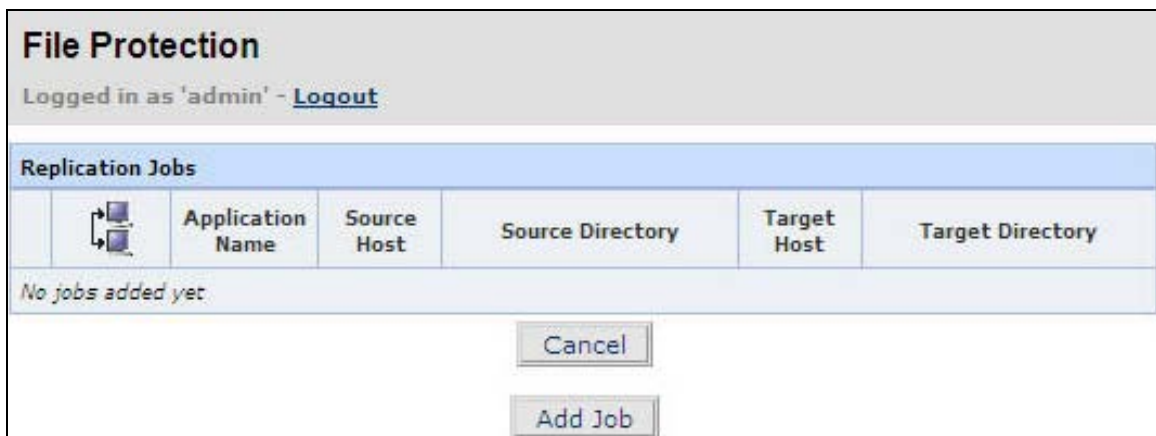 File Protection
Logged in as 'admin' - Logout
Replication Jobs
Application Name
Source Host
Source Directory
Target Host
Target Directory
No jobs added yet
Cancel
Add Job